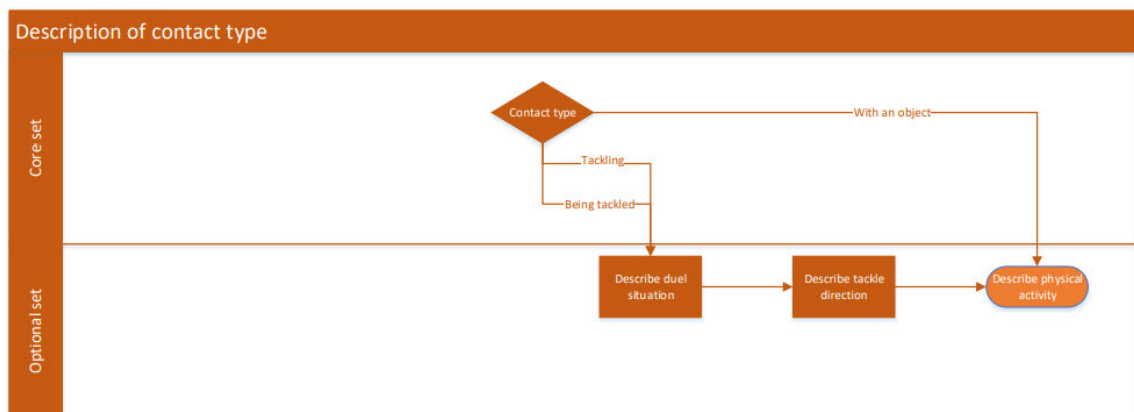 Description of contact type
Core set
Contact type
With an object
Tackling
Being tackled
Optional set
Describe duel
situation
Describe tackle
direction
Describe physical
activity